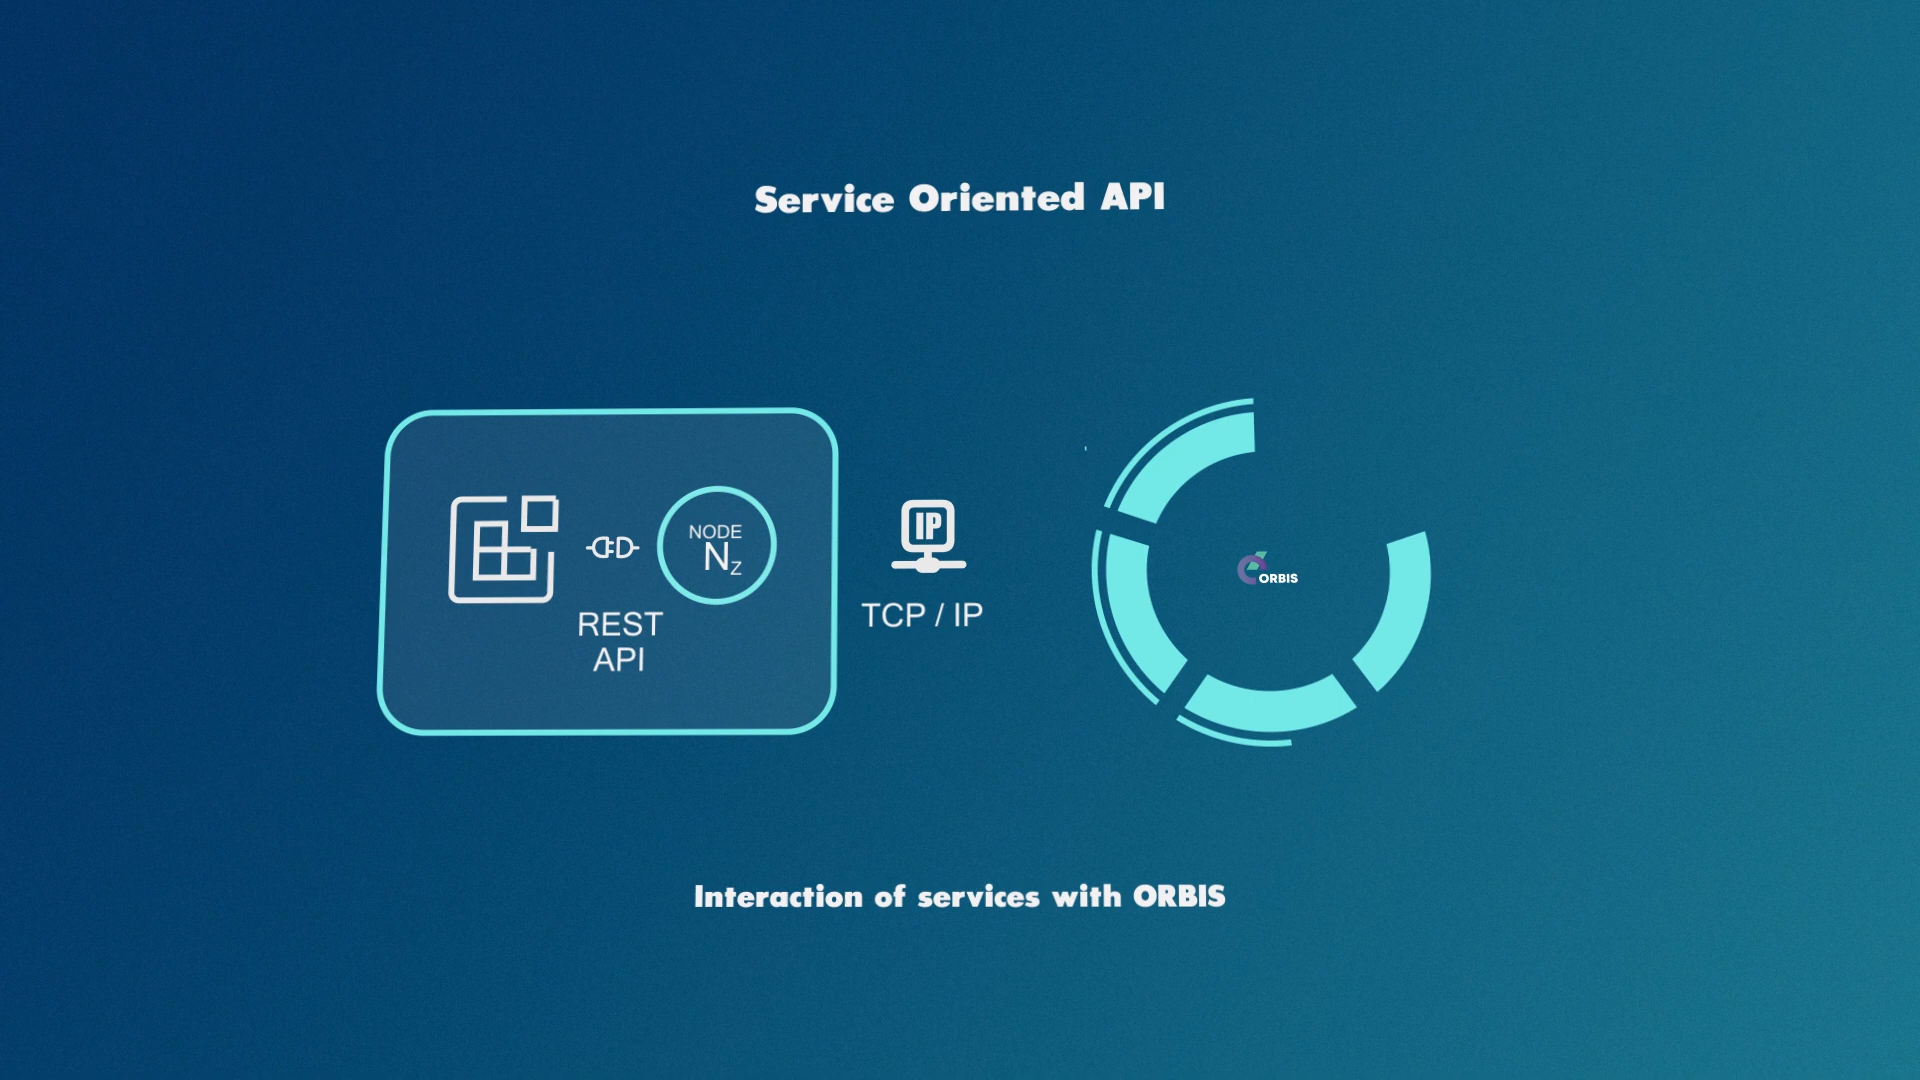 Service Oriented API
NODE
NZ
IP
REST
API
TCP / IP
ORBIS
Interaction of services with ORBIS